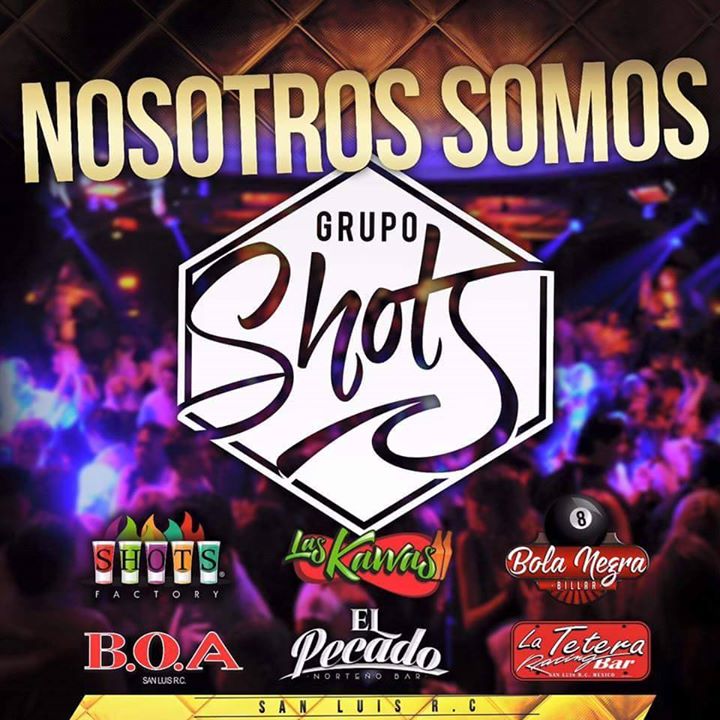 NOSOTROS SOMOS
GRUPO
Shots
SHOTS®
FACTORY
Las Kawas
8
Bola Negra
·BILLAR·
B.O.A
SAN LUIS R.C.
EL
Pecado
·NORTEÑO BAR·
La Tetera
Racing Bar
SAN LUIS R.C. MEXICO
SAN LUIS R.C